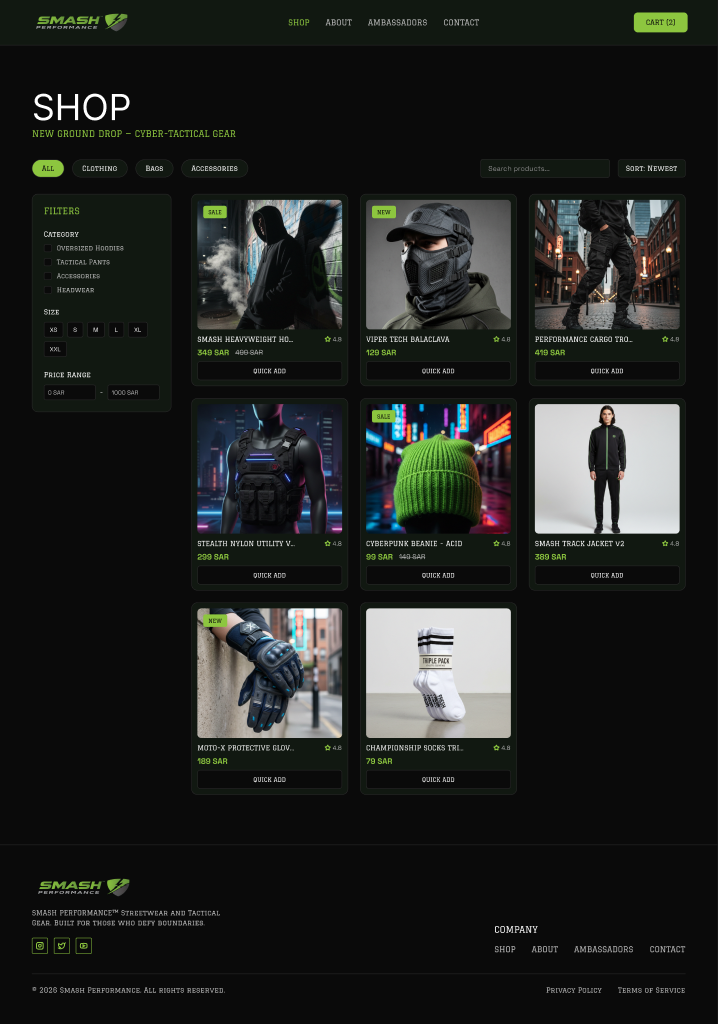 SMASH
PERFORMANCE
SHOP ABOUT AMBASSADORS CONTACT
CART (2)
SHOP
NEW GROUND DROP – CYBER-TACTICAL GEAR
All Clothing Bags Accessories
Search products...
Sort: Newest
FILTERS
Category
Oversized Hoodies
Tactical Pants
Accessories
Headwear
Size
XS S M L XL
XXL
Price Range
0 SAR - 1000 SAR
SALE
SMASH HEAVYWEIGHT HO... 4.9
349 SAR 499 SAR
QUICK ADD
NEW
VIPER TECH BALACLAVA 4.9
129 SAR
QUICK ADD
PERFORMANCE CARGO TRO... 4.8
419 SAR
QUICK ADD
STEALTH NYLON UTILITY V... 4.8
299 SAR
QUICK ADD
SALE
CYBERPUNK BEANIE - ACID 4.8
99 SAR 149 SAR
QUICK ADD
SMASH TRACK JACKET V2 4.8
389 SAR
QUICK ADD
NEW
MOTO-X PROTECTIVE GLOV... 4.8
189 SAR
QUICK ADD
TRIPLE PACK
CHAMPIONSHIP SOCKS TRI... 4.8
79 SAR
QUICK ADD
SMASH
PERFORMANCE
SMASH PERFORMANCE™ Streetwear and Tactical
Gear. Built for those who defy boundaries.
COMPANY
SHOP ABOUT AMBASSADORS CONTACT
© 2026 Smash Performance. All rights reserved.
Privacy Policy Terms of Service